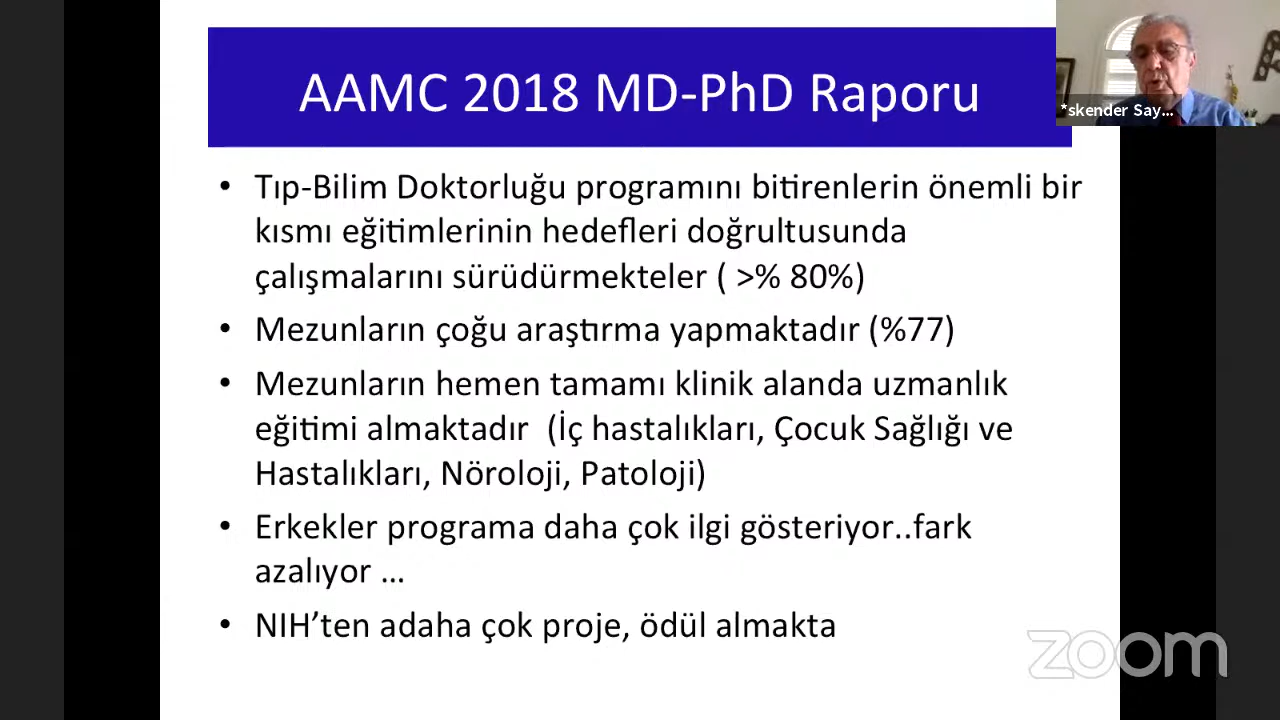 AAMC 2018 MD-PhD Raporu
*skender Say...
• Tıp-Bilim Doktorluğu programını bitirenlerin önemli bir
kısmı eğitimlerinin hedefleri doğrultusunda
çalışmalarını sürüdürmekteler ( >% 80%)
• Mezunların çoğu araştırma yapmaktadır (%77)
• Mezunların hemen tamamı klinik alanda uzmanlık
eğitimi almaktadır (İç hastalıkları, Çocuk Sağlığı ve
Hastalıkları, Nöroloji, Patoloji)
• Erkekler programa daha çok ilgi gösteriyor..fark
azalıyor ...
• NIH’ten adaha çok proje, ödül almakta
zoom